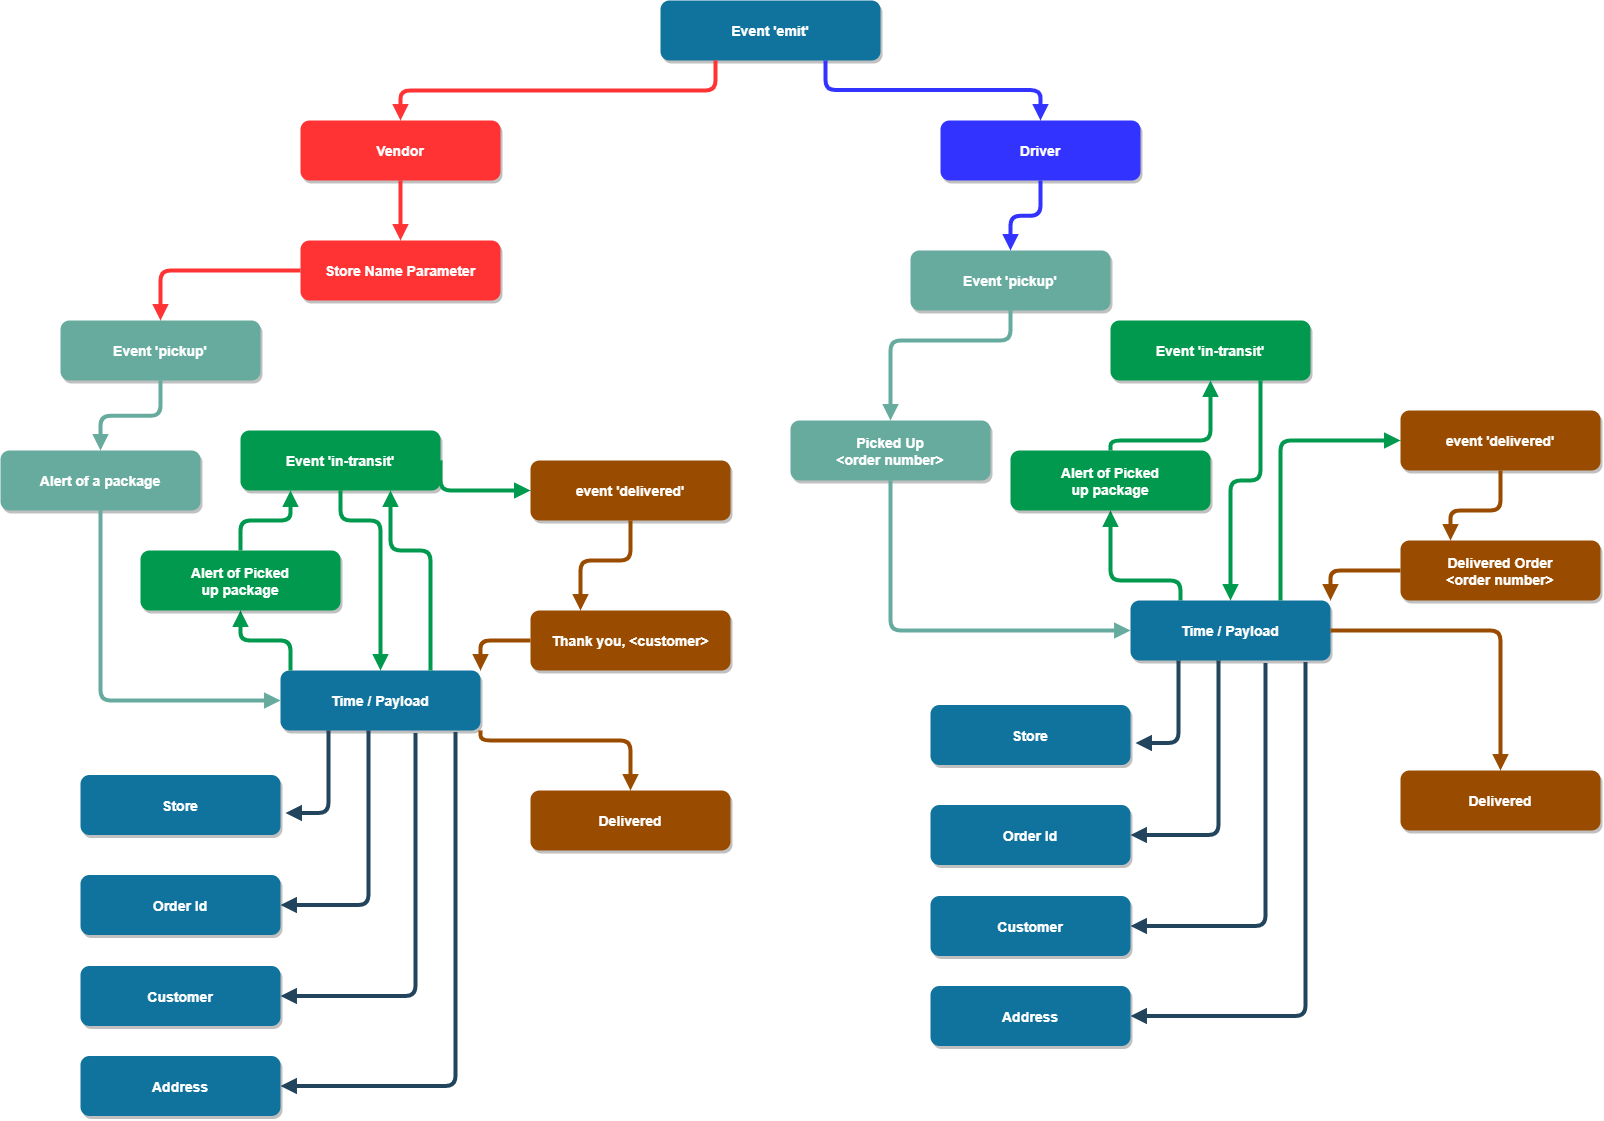 Event 'emit'
Vendor
Driver
Store Name Parameter
Event 'pickup'
Event 'pickup'
Event 'in-transit'
Alert of a package
Event 'in-transit'
event 'delivered'
Alert of Picked
up package
Thank you, <customer>
Time / Payload
Store
Delivered
Order Id
Customer
Address
Picked Up
<order number>
Alert of Picked
up package
event 'delivered'
Delivered Order
<order number>
Time / Payload
Store
Delivered
Order Id
Customer
Address